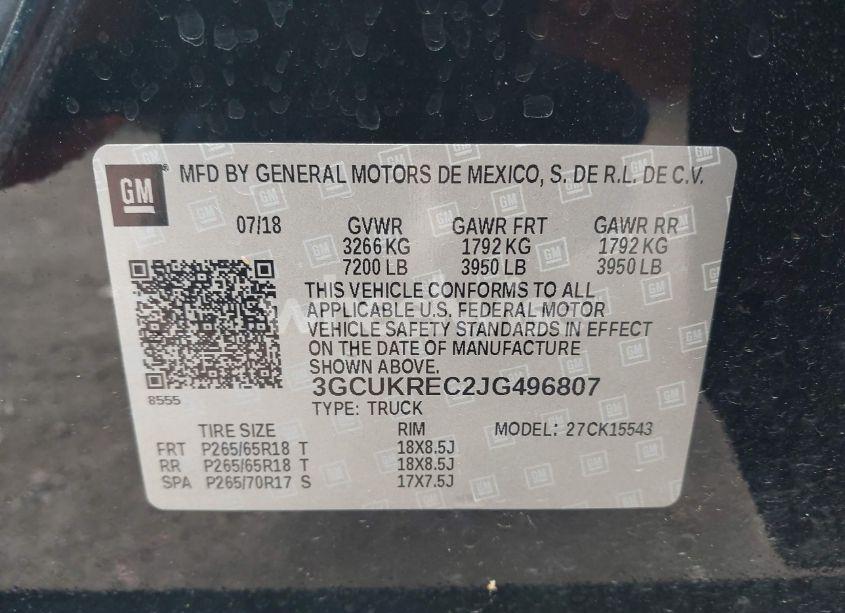 GM
® MFD BY GENERAL MOTORS DE MEXICO, S. DE R.L. DE C.V.
07/18 GVWR GAWR FRT GAWR RR
3266 KG 1792 KG 1792 KG
7200 LB 3950 LB 3950 LB
THIS VEHICLE CONFORMS TO ALL
APPLICABLE U.S. FEDERAL MOTOR
VEHICLE SAFETY STANDARDS IN EFFECT
ON THE DATE OF MANUFACTURE
SHOWN ABOVE.
8555 3GCUKREC2JG496807
TYPE: TRUCK
TIRE SIZE RIM MODEL: 27CK15543
FRT P265/65R18 T 18X8.5J
RR P265/65R18 T 18X8.5J
SPA P265/70R17 S 17X7.5J